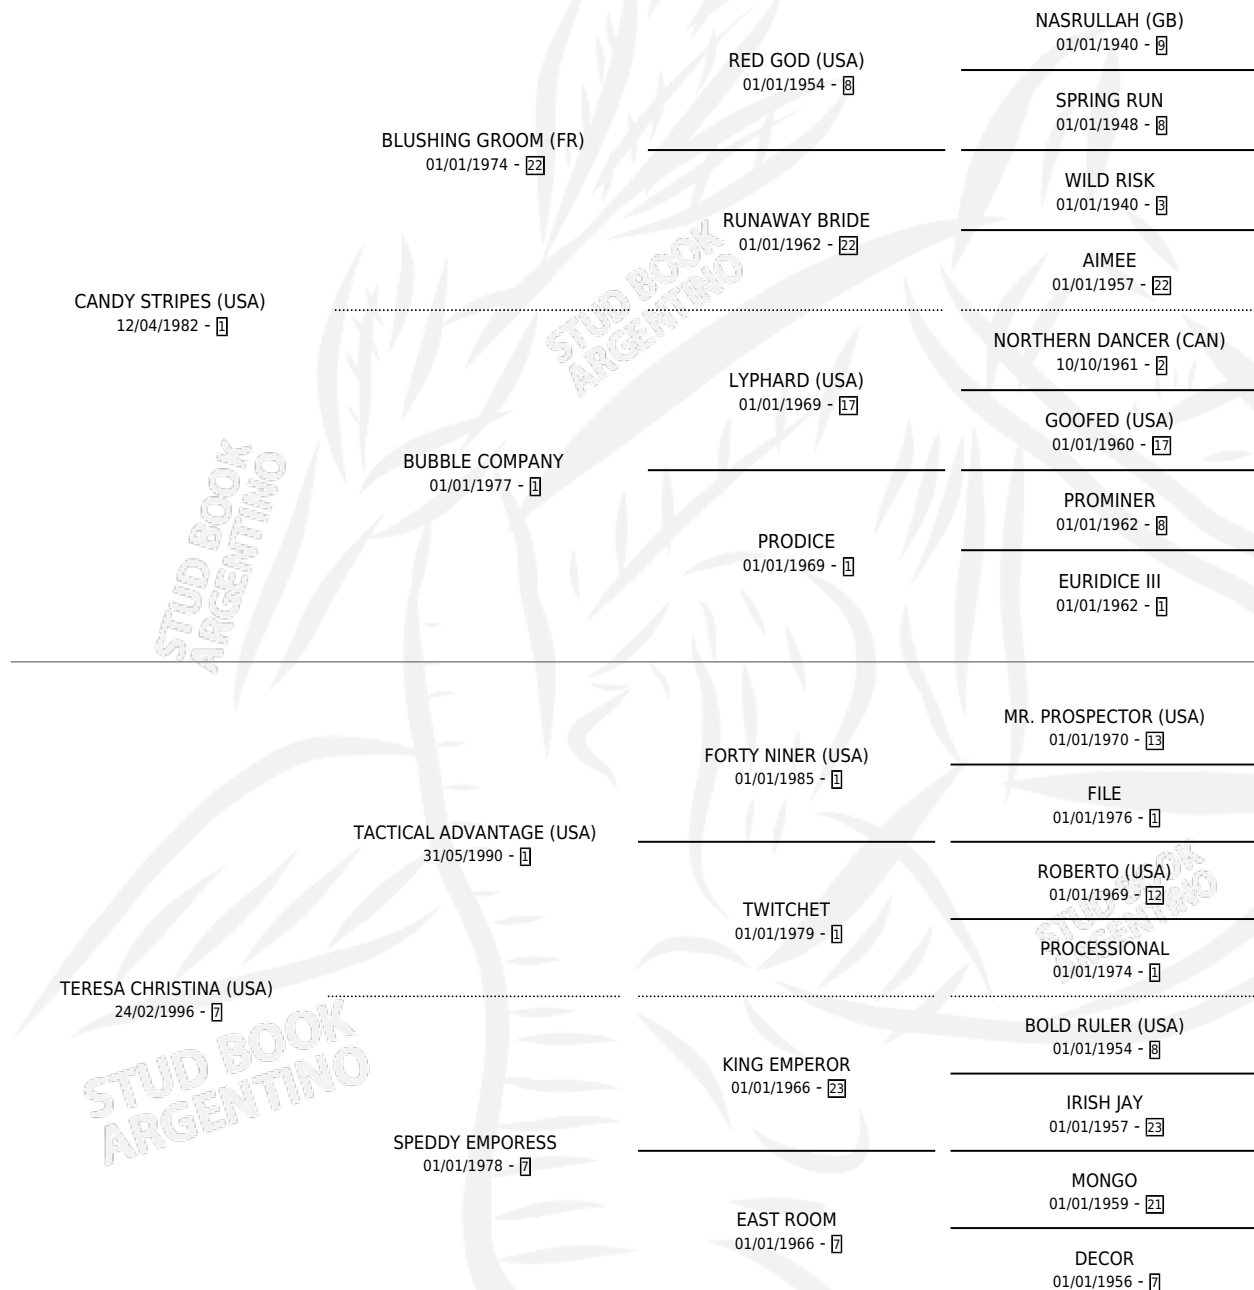 NASRULLAH (GB)
01/01/1940 - 9
RED GOD (USA)
01/01/1954 - 8
SPRING RUN
01/01/1948 - 8
BLUSHING GROOM (FR)
01/01/1974 - 22
WILD RISK
01/01/1940 - 3
RUNAWAY BRIDE
01/01/1962 - 22
AIMEE
01/01/1957 - 22
CANDY STRIPES (USA)
12/04/1982 - 1
NORTHERN DANCER (CAN)
10/10/1961 - 2
LYPHARD (USA)
01/01/1969 - 17
GOOFED (USA)
01/01/1960 - 17
BUBBLE COMPANY
01/01/1977 - 1
PROMINER
01/01/1962 - 8
PRODICE
01/01/1969 - 1
EURIDICE III
01/01/1962 - 1
MR. PROSPECTOR (USA)
01/01/1970 - 13
FORTY NINER (USA)
01/01/1985 - 1
FILE
01/01/1976 - 1
TACTICAL ADVANTAGE (USA)
31/05/1990 - 1
ROBERTO (USA)
01/01/1969 - 12
TWITCHET
01/01/1979 - 1
PROCESSIONAL
01/01/1974 - 1
TERESA CHRISTINA (USA)
24/02/1996 - 7
BOLD RULER (USA)
01/01/1954 - 8
KING EMPEROR
01/01/1966 - 23
IRISH JAY
01/01/1957 - 23
SPEDDY EMPORESS
01/01/1978 - 7
MONGO
01/01/1959 - 21
EAST ROOM
01/01/1966 - 7
DECOR
01/01/1956 - 7
STUD BOOK
ARGENTINO
STUD BOOK
ARGENTINO
STUD BOOK
ARGENTINO
STUD BOOK
ARGENTINO